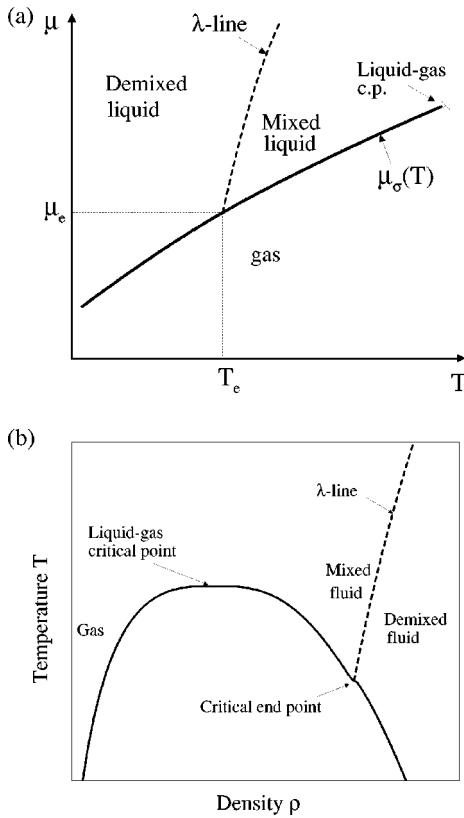 (a)
μ
λ-line
Demixed
liquid
Liquid-gas
c.p.
Mixed
liquid
μσ(T)
μe
gas
Te
T
(b)
λ-line
Liquid-gas
critical point
Mixed
fluid
Demixed
fluid
Gas
Critical end point
Temperature T
Density ρ